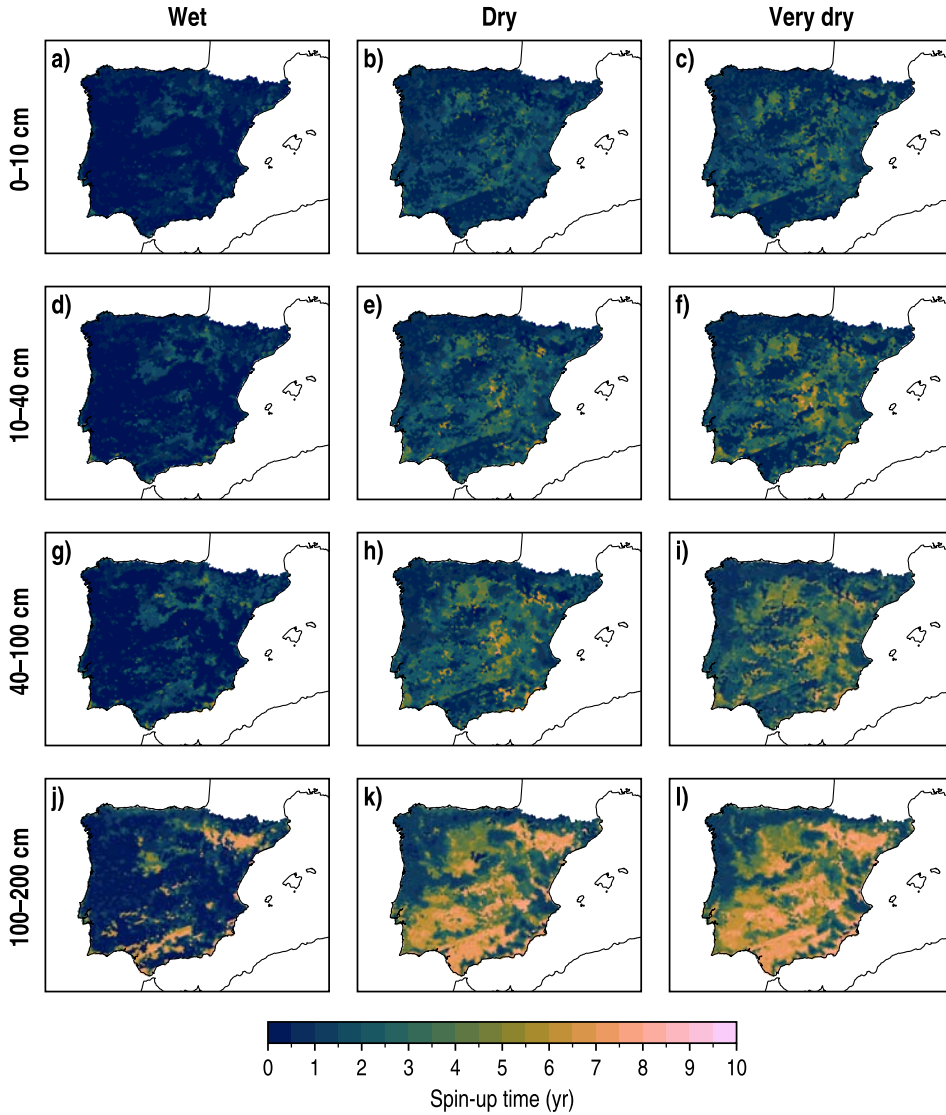 Wet Dry Very dry
0–10 cm
a) b) c)
10–40 cm
d) e) f)
40–100 cm
g) h) i)
100–200 cm
j) k) l)
0 1 2 3 4 5 6 7 8 9 10
Spin-up time (yr)